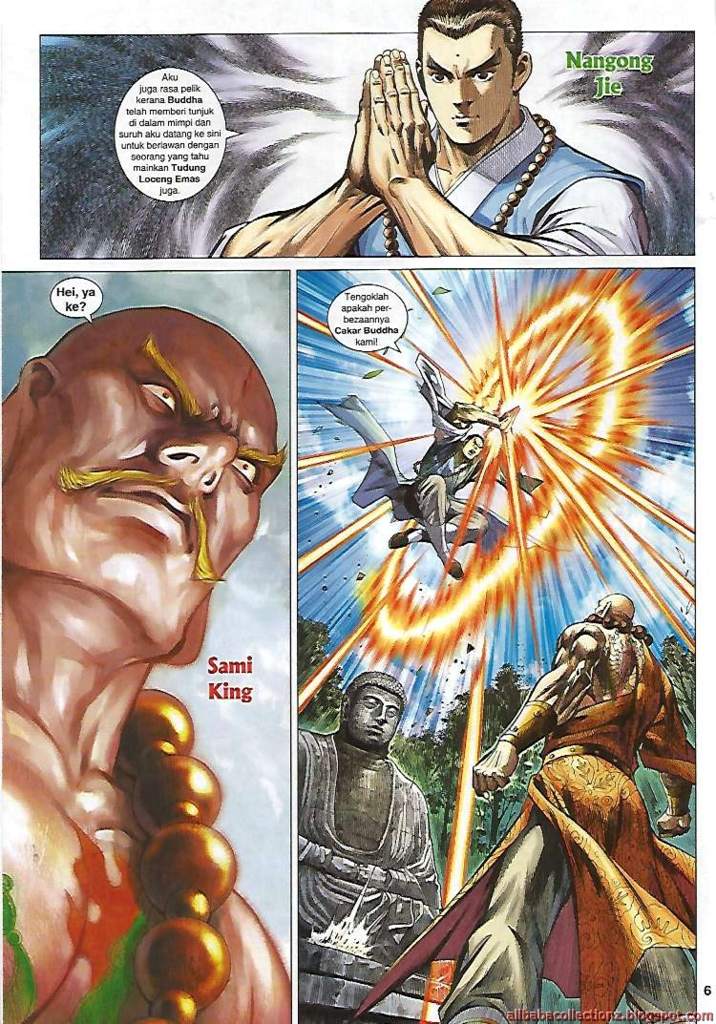 Nangong
Jie
Aku
juga rasa pelik
kerana Buddha
telah memberi tunjuk
di dalam mimpi dan
suruh aku datang ke sini
untuk berlawan dengan
seorang yang tahu
mainkan Tudung
Loceng Emas
juga.
Hei, ya
ke?
Sami
King
Tengoklah
apakah per-
bezaannya
Cakar Buddha
kami!
6
alibabacollectionz.blogspot.com